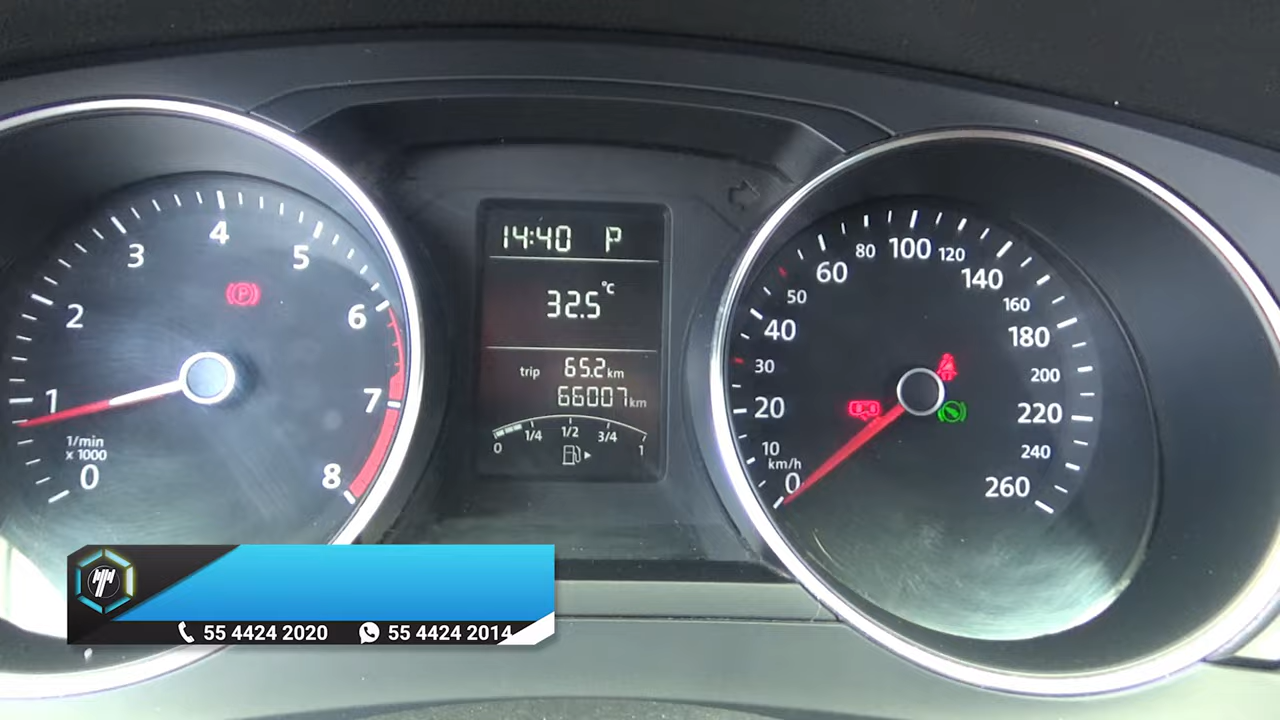 0
1
2
3
4
5
6
7
8
1/min
x 1000
(P)
14:40 P
32.5 °C
trip 65.2 km
66007 km
0 1/4 1/2 3/4 1
0
10
20
30
40
50
60
80
100
120
140
160
180
200
220
240
260
km/h
55 4424 2020 55 4424 2014